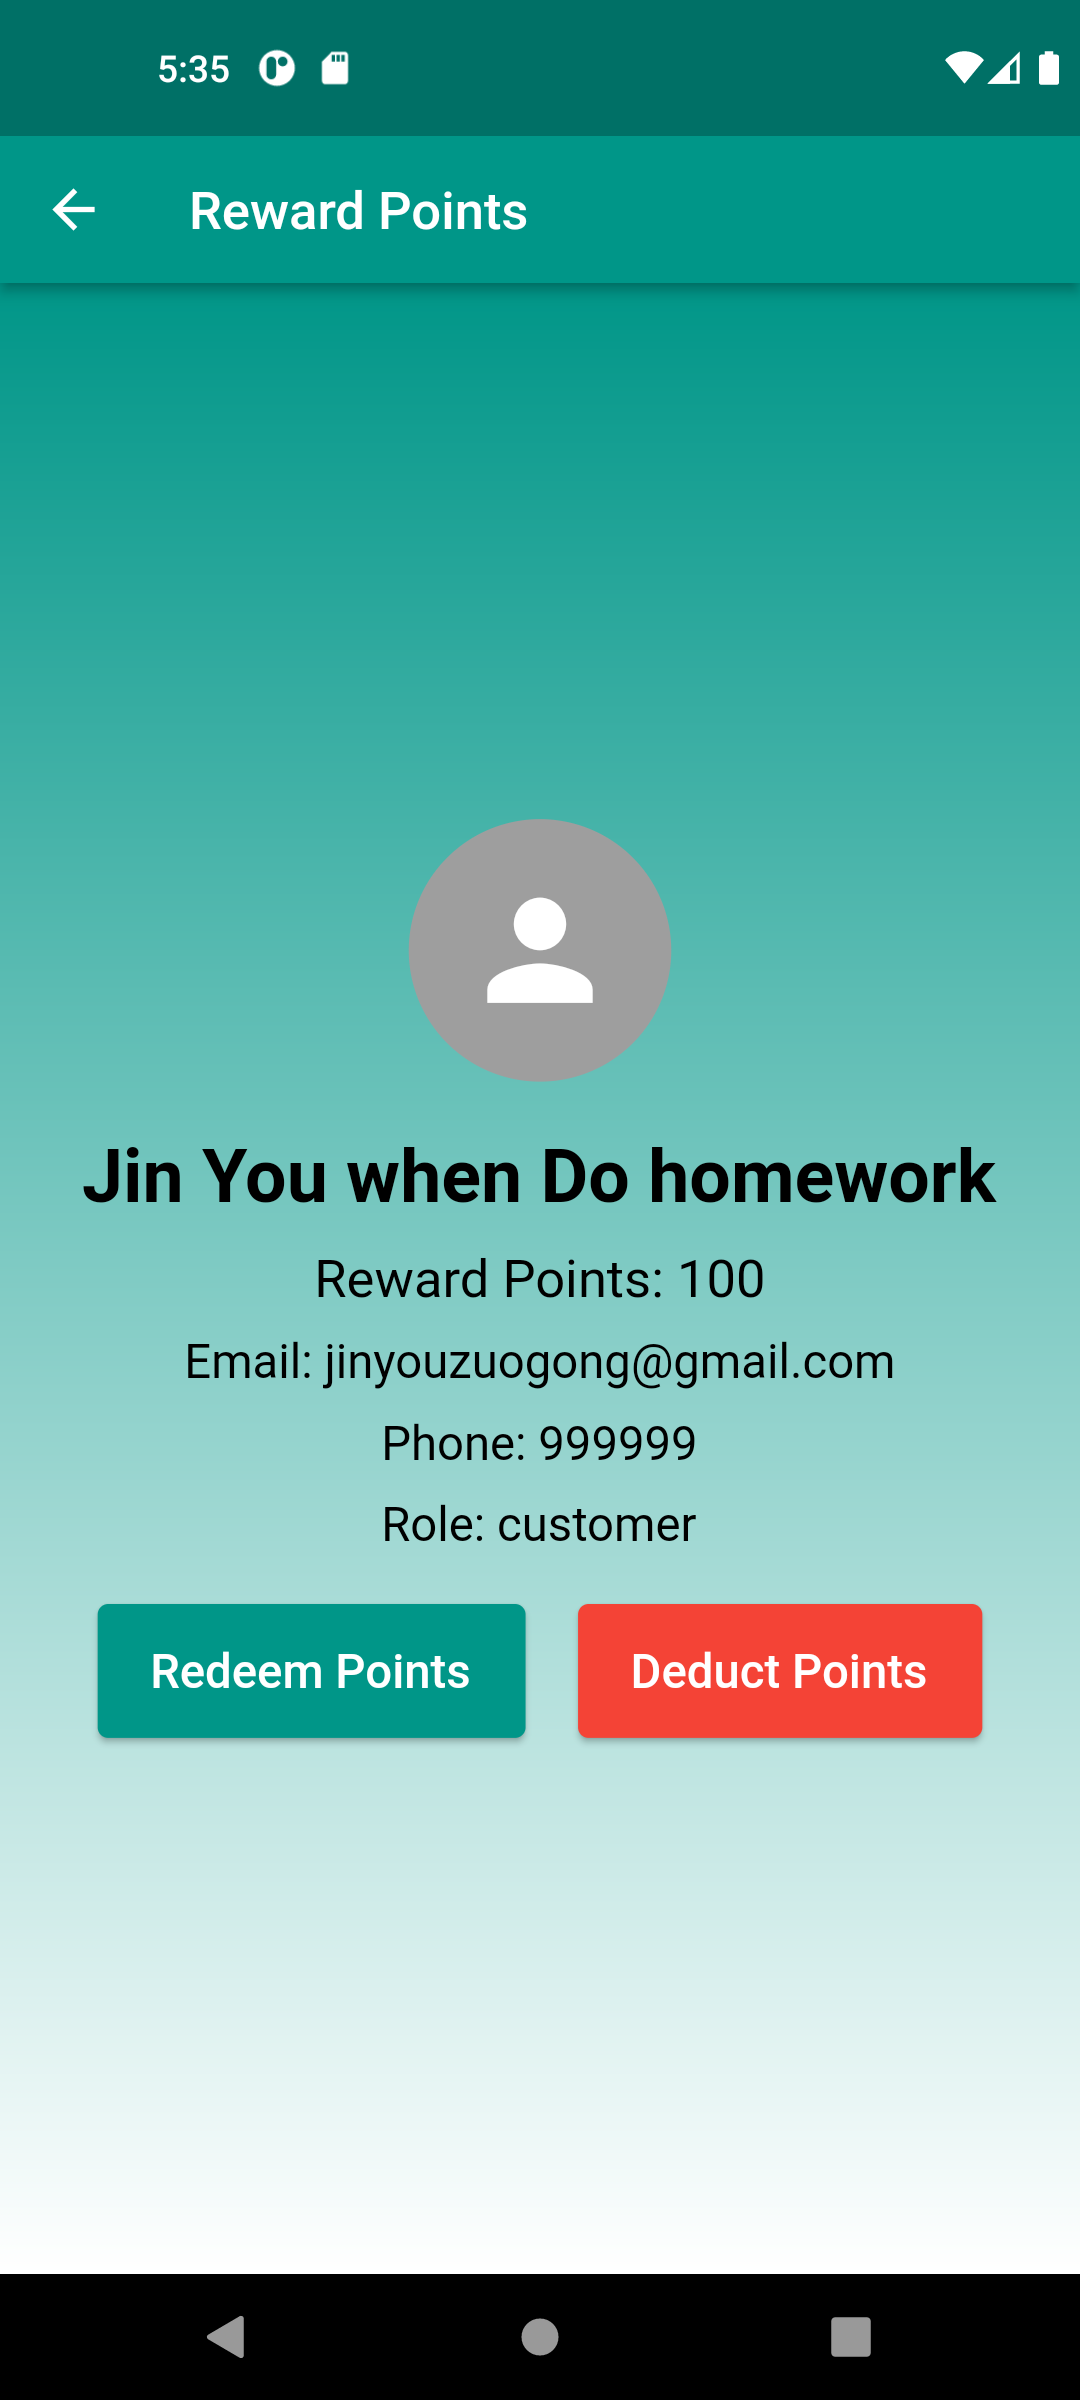 5:35
Reward Points
Jin You when Do homework
Reward Points: 100
Email: jinyouzuogong@gmail.com
Phone: 999999
Role: customer
Redeem Points
Deduct Points